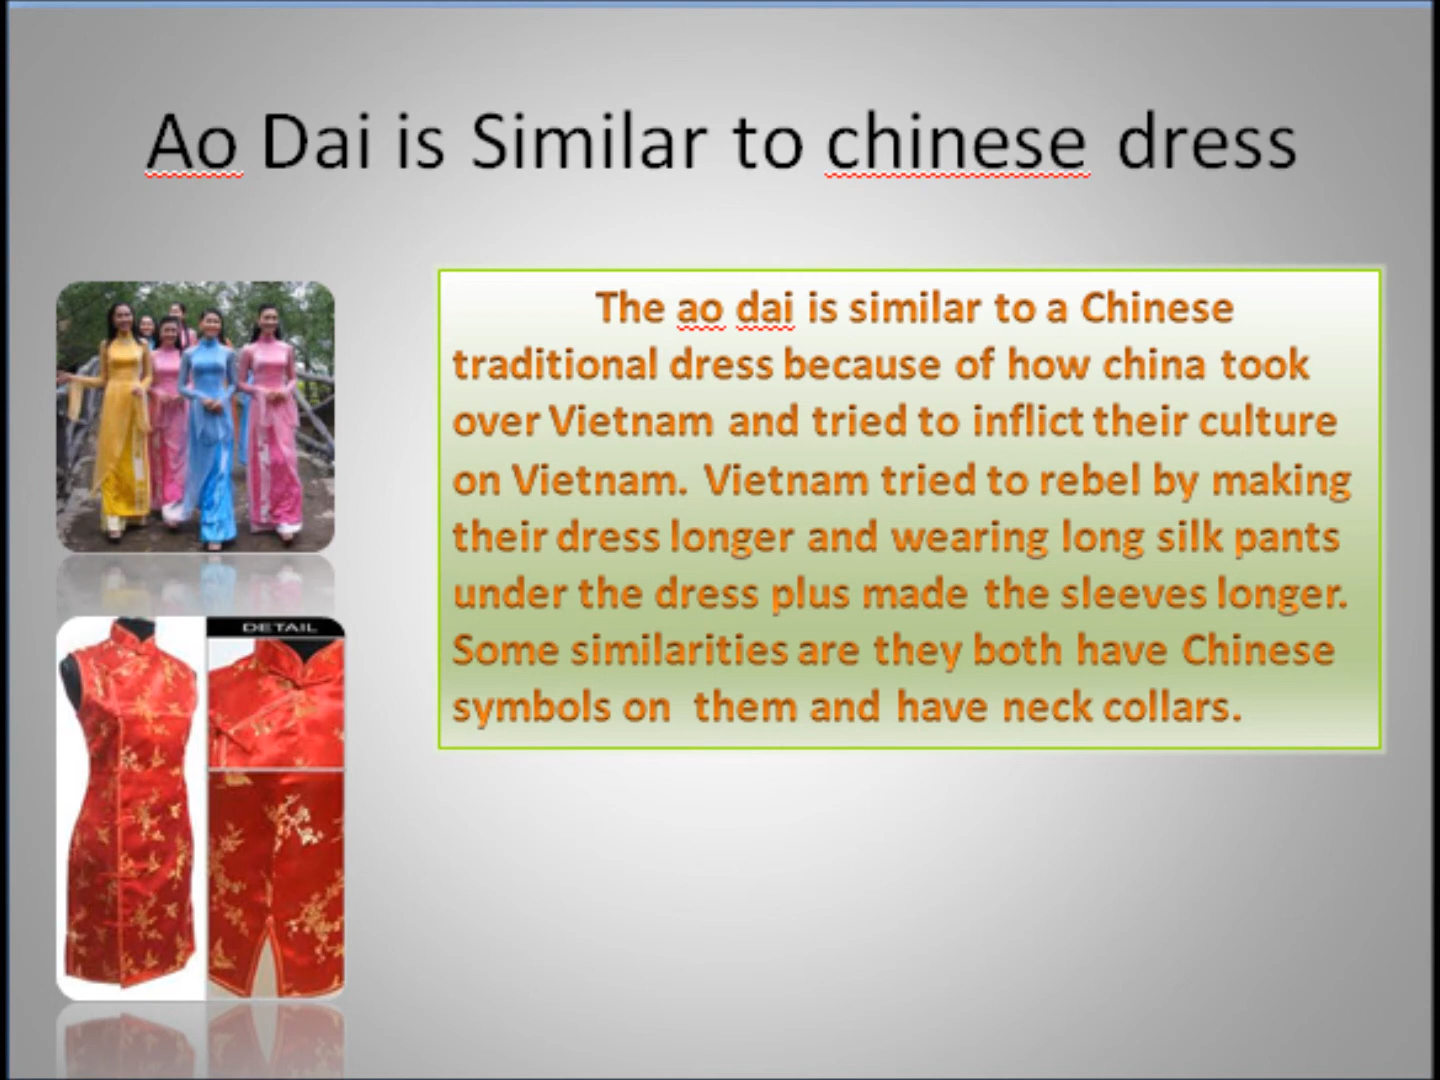 Ao Dai is Similar to chinese dress
The ao dai is similar to a Chinese
traditional dress because of how china took
over Vietnam and tried to inflict their culture
on Vietnam. Vietnam tried to rebel by making
their dress longer and wearing long silk pants
under the dress plus made the sleeves longer.
Some similarities are they both have Chinese
symbols on them and have neck collars.
DETAIL